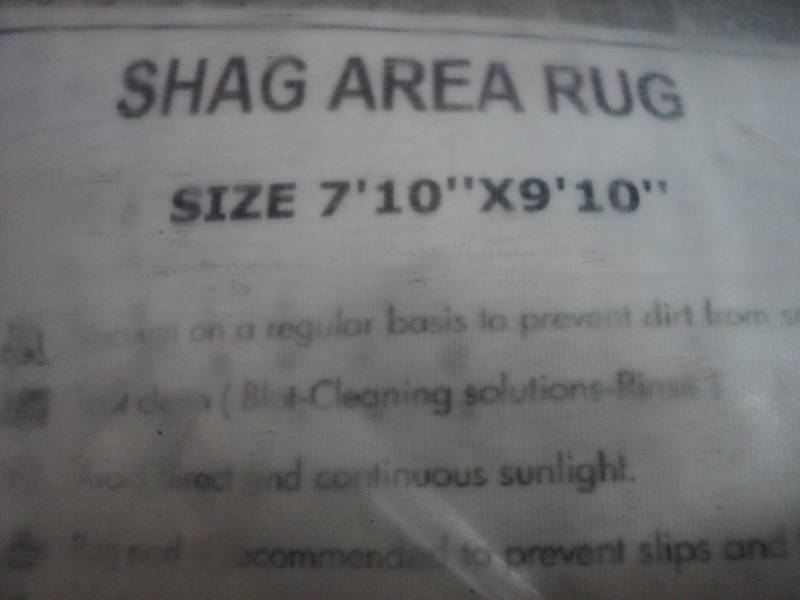 SHAG AREA RUG
SIZE 7'10''X9'10''
on a regular basis to prevent dirt from
( Blot-Cleaning solutions-Rinse )
direct and continuous sunlight.
recommended to prevent slips and